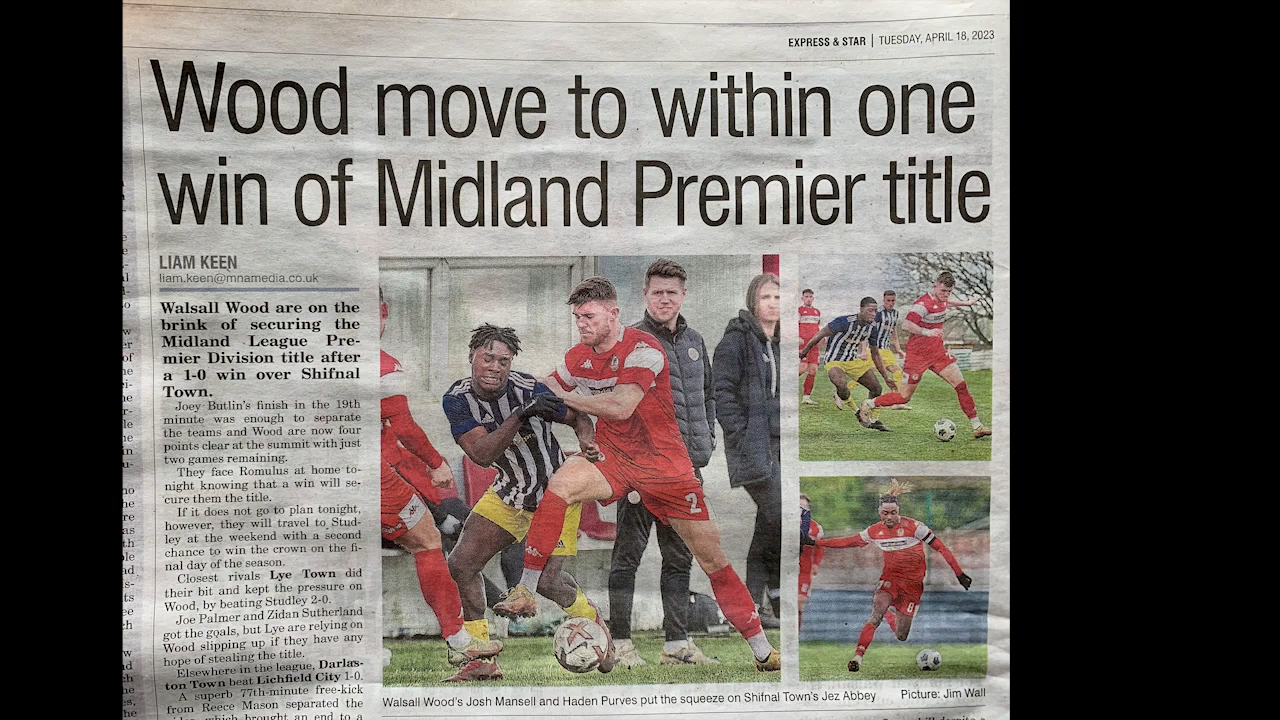 EXPRESS & STAR | TUESDAY, APRIL 18, 2023
Wood move to within one
win of Midland Premier title
LIAM KEEN
liam.keen@mnamedia.co.uk
Walsall Wood are on the
brink of securing the
Midland League Pre-
mier Division title after
a 1-0 win over Shifnal
Town.
Joey Butlin's finish in the 19th
minute was enough to separate
the teams and Wood are now four
points clear at the summit with just
two games remaining.
They face Romulus at home to-
night knowing that a win will se-
cure them the title.
If it does not go to plan tonight,
however, they will travel to Stud-
ley at the weekend with a second
chance to win the crown on the fi-
nal day of the season.
Closest rivals Lye Town did
their bit and kept the pressure on
Wood, by beating Studley 2-0.
Joe Palmer and Zidan Sutherland
got the goals, but Lye are relying on
Wood slipping up if they have any
hope of stealing the title.
Elsewhere in the league, Darlas-
ton Town beat Lichfield City 1-0.
A superb 77th-minute free-kick
from Reece Mason separated the
which brought an end to a
2
8
Walsall Wood's Josh Mansell and Haden Purves put the squeeze on Shifnal Town's Jez Abbey
Picture: Jim Wall